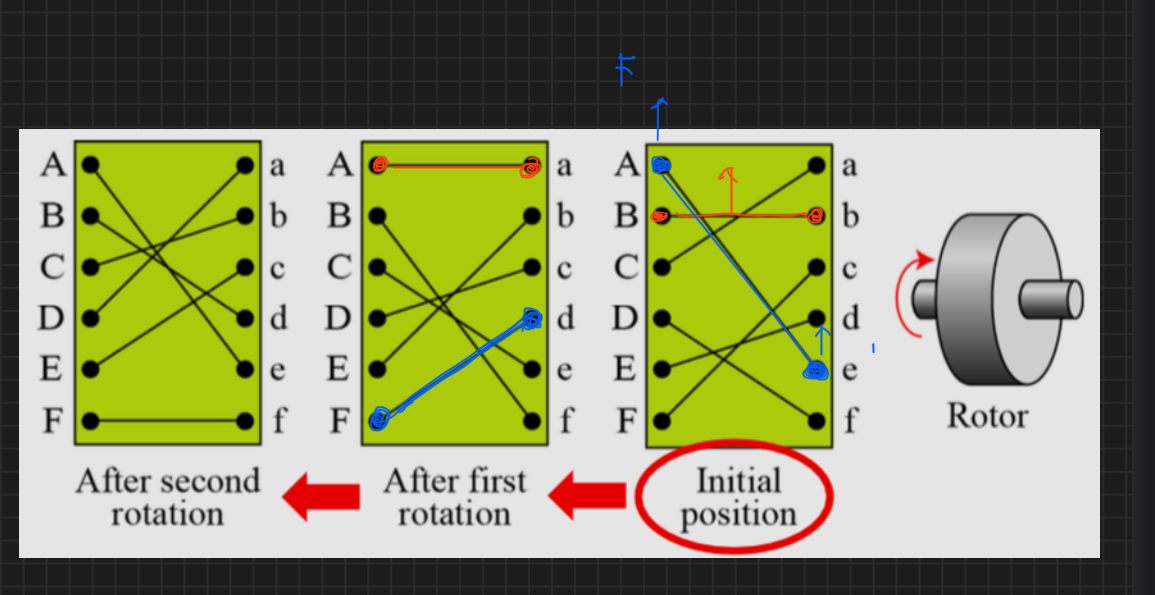 F
A a A a A a
B b B b B b
C c C c C c
D d D d D d
E e E e E e
F f F f F f
Rotor
After second
rotation
After first
rotation
Initial
position